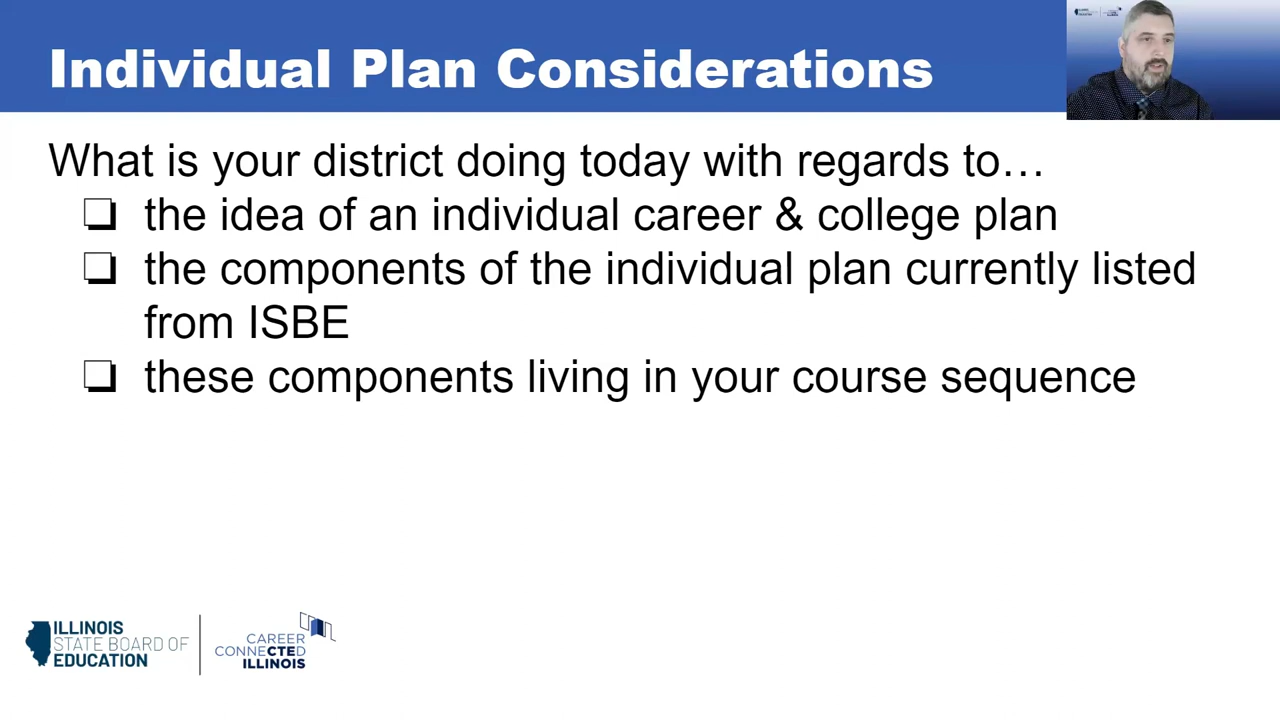 Individual Plan Considerations
What is your district doing today with regards to…
❏ the idea of an individual career & college plan
❏ the components of the individual plan currently listed
from ISBE
❏ these components living in your course sequence
ILLINOIS
STATE BOARD OF
EDUCATION
CAREER
CONNECTED
ILLINOIS